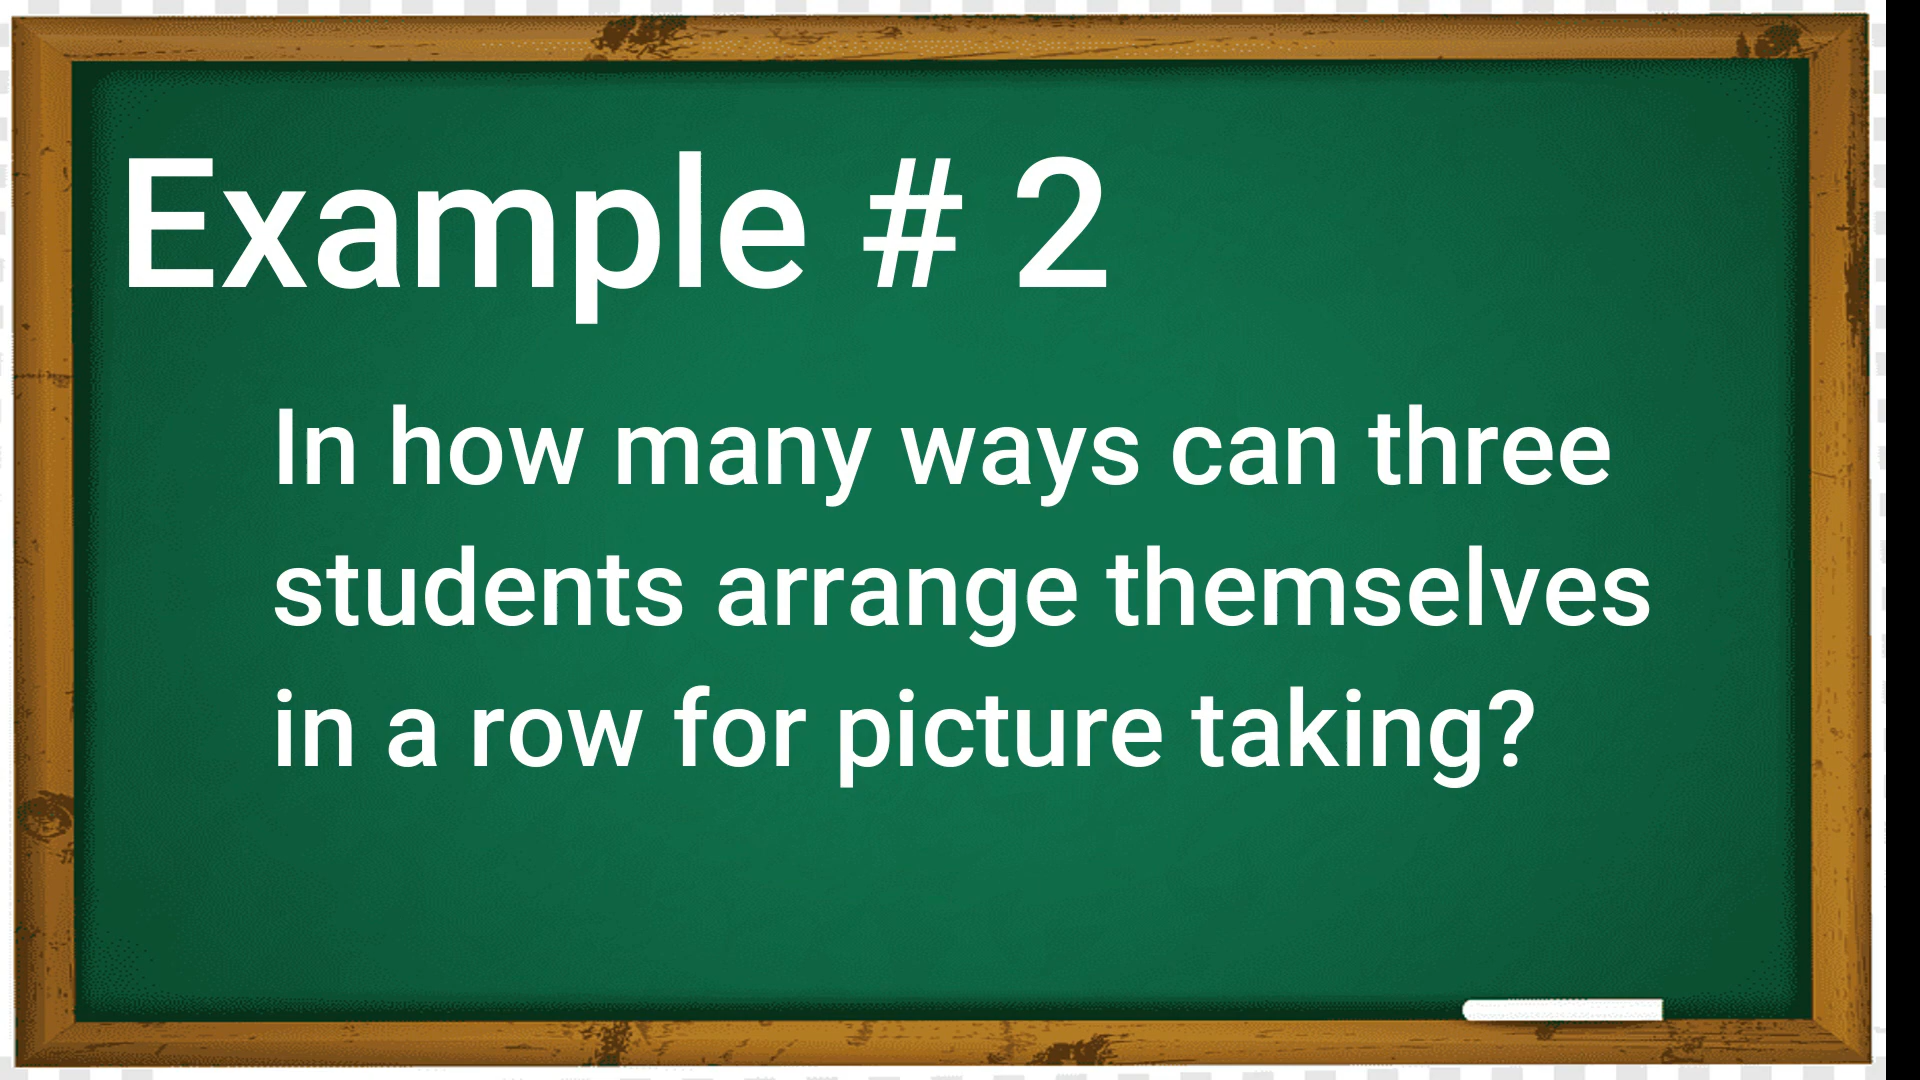 Example # 2
In how many ways can three
students arrange themselves
in a row for picture taking?